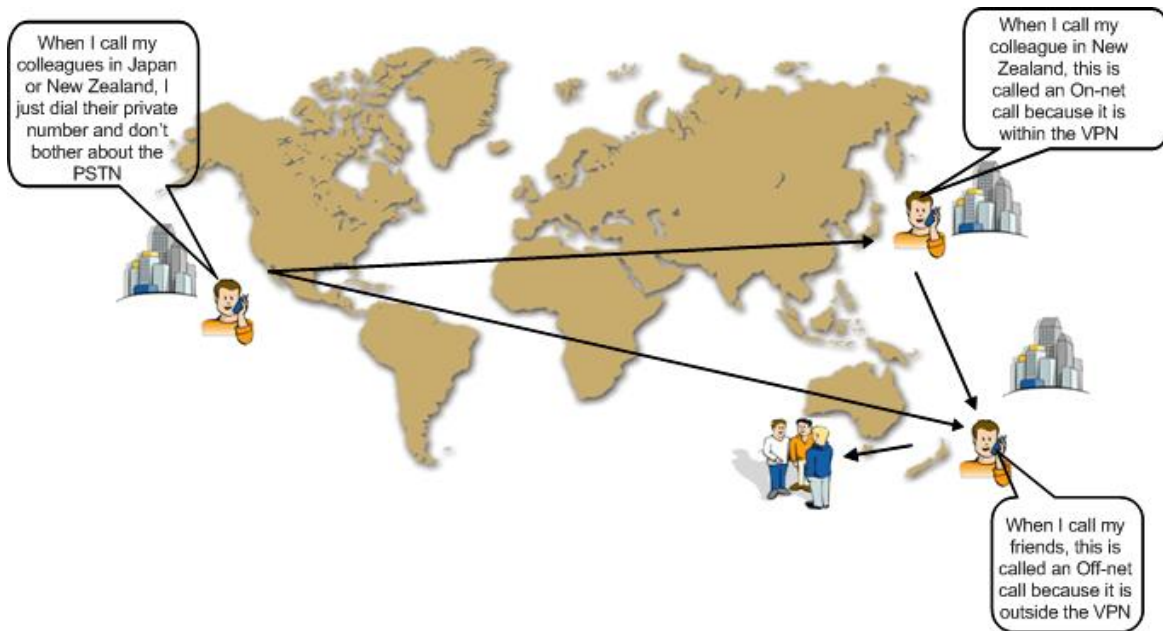 When I call my
colleagues in Japan
or New Zealand, I
just dial their private
number and don't
bother about the
PSTN
When I call my
colleague in New
Zealand, this is
called an On-net
call because it is
within the VPN
When I call my
friends, this is
called an Off-net
call because it is
outside the VPN